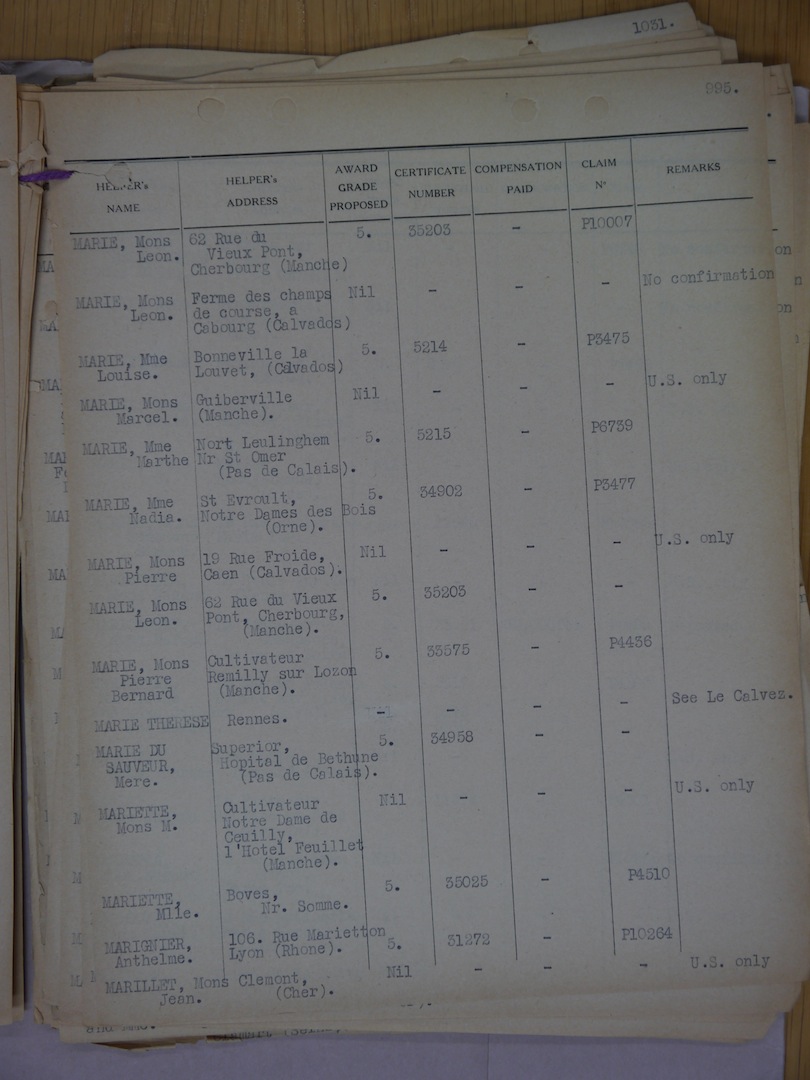 1031.
995.
HELPER's NAME | HELPER's ADDRESS | AWARD GRADE PROPOSED | CERTIFICATE NUMBER | COMPENSATION PAID | CLAIM Nº | REMARKS
MARIE, Mons 62 Rue du 5. 35203 - P10007
Leon. Vieux Pont,
Cherbourg (Manche)
No confirmation
MARIE, Mons Ferme des champs Nil - - -
Leon. de course, a
Cabourg (Calvados)
MARIE, Mme Bonneville la 5. 5214 - P3475
Louise. Louvet, (Calvados)
U.S. only
MARIE, Mons Guiberville Nil - - -
Marcel. (Manche).
MARIE, Mme Nort Leulinghem 5. 5215 - P6739
Marthe Nr St Omer
(Pas de Calais).
MARIE, Mme St Evroult, 5. 34902 - P3477
Nadia. Notre Dames des Bois
(Orne).
U.S. only
MARIE, Mons 19 Rue Froide, Nil - - -
Pierre Caen (Calvados).
MARIE, Mons 62 Rue du Vieux 5. 35203 - -
Leon. Pont, Cherbourg,
(Manche).
MARIE, Mons Cultivateur 5. 33575 - P4436
Pierre Remilly sur Lozon
Bernard (Manche).
See Le Calvez.
MARIE THERESE Rennes. - - - -
MARIE DU Superior, 5. 34958 - -
SAUVEUR, Hopital de Bethune
Mere. (Pas de Calais).
U.S. only
MARIETTE, Cultivateur Nil - - -
Mons M. Notre Dame de
Ceuilly,
l'Hotel Feuillet
(Manche).
MARIETTE, Boves, 5. 35025 - P4510
Mlle. Nr. Somme.
MARIGNIER, 106. Rue Marietton 5. 31272 - P10264
Anthelme. Lyon (Rhone).
U.S. only
MARILLET, Mons Clemont, Nil - - -
Jean. (Cher).